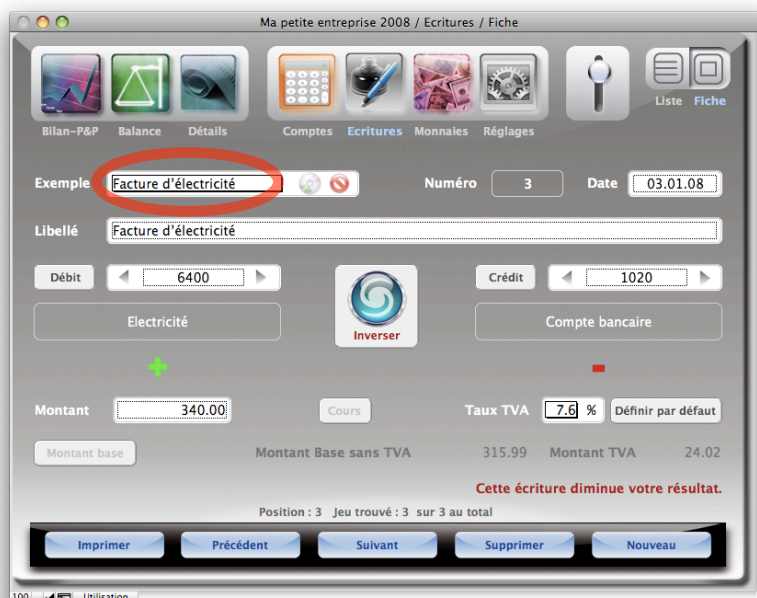 Ma petite entreprise 2008 / Ecritures / Fiche
Bilan-P&P Balance Détails Comptes Ecritures Monnaies Réglages Liste Fiche
Exemple Facture d'électricité Numéro 3 Date 03.01.08
Libellé Facture d'électricité
Débit 6400 Crédit 1020
Electricité Compte bancaire
Inverser
Montant 340.00 Cours Taux TVA 7.6 % Définir par défaut
Montant base Montant Base sans TVA 315.99 Montant TVA 24.02
Cette écriture diminue votre résultat.
Position : 3 Jeu trouvé : 3 sur 3 au total
Imprimer Précédent Suivant Supprimer Nouveau
100 Utilisation